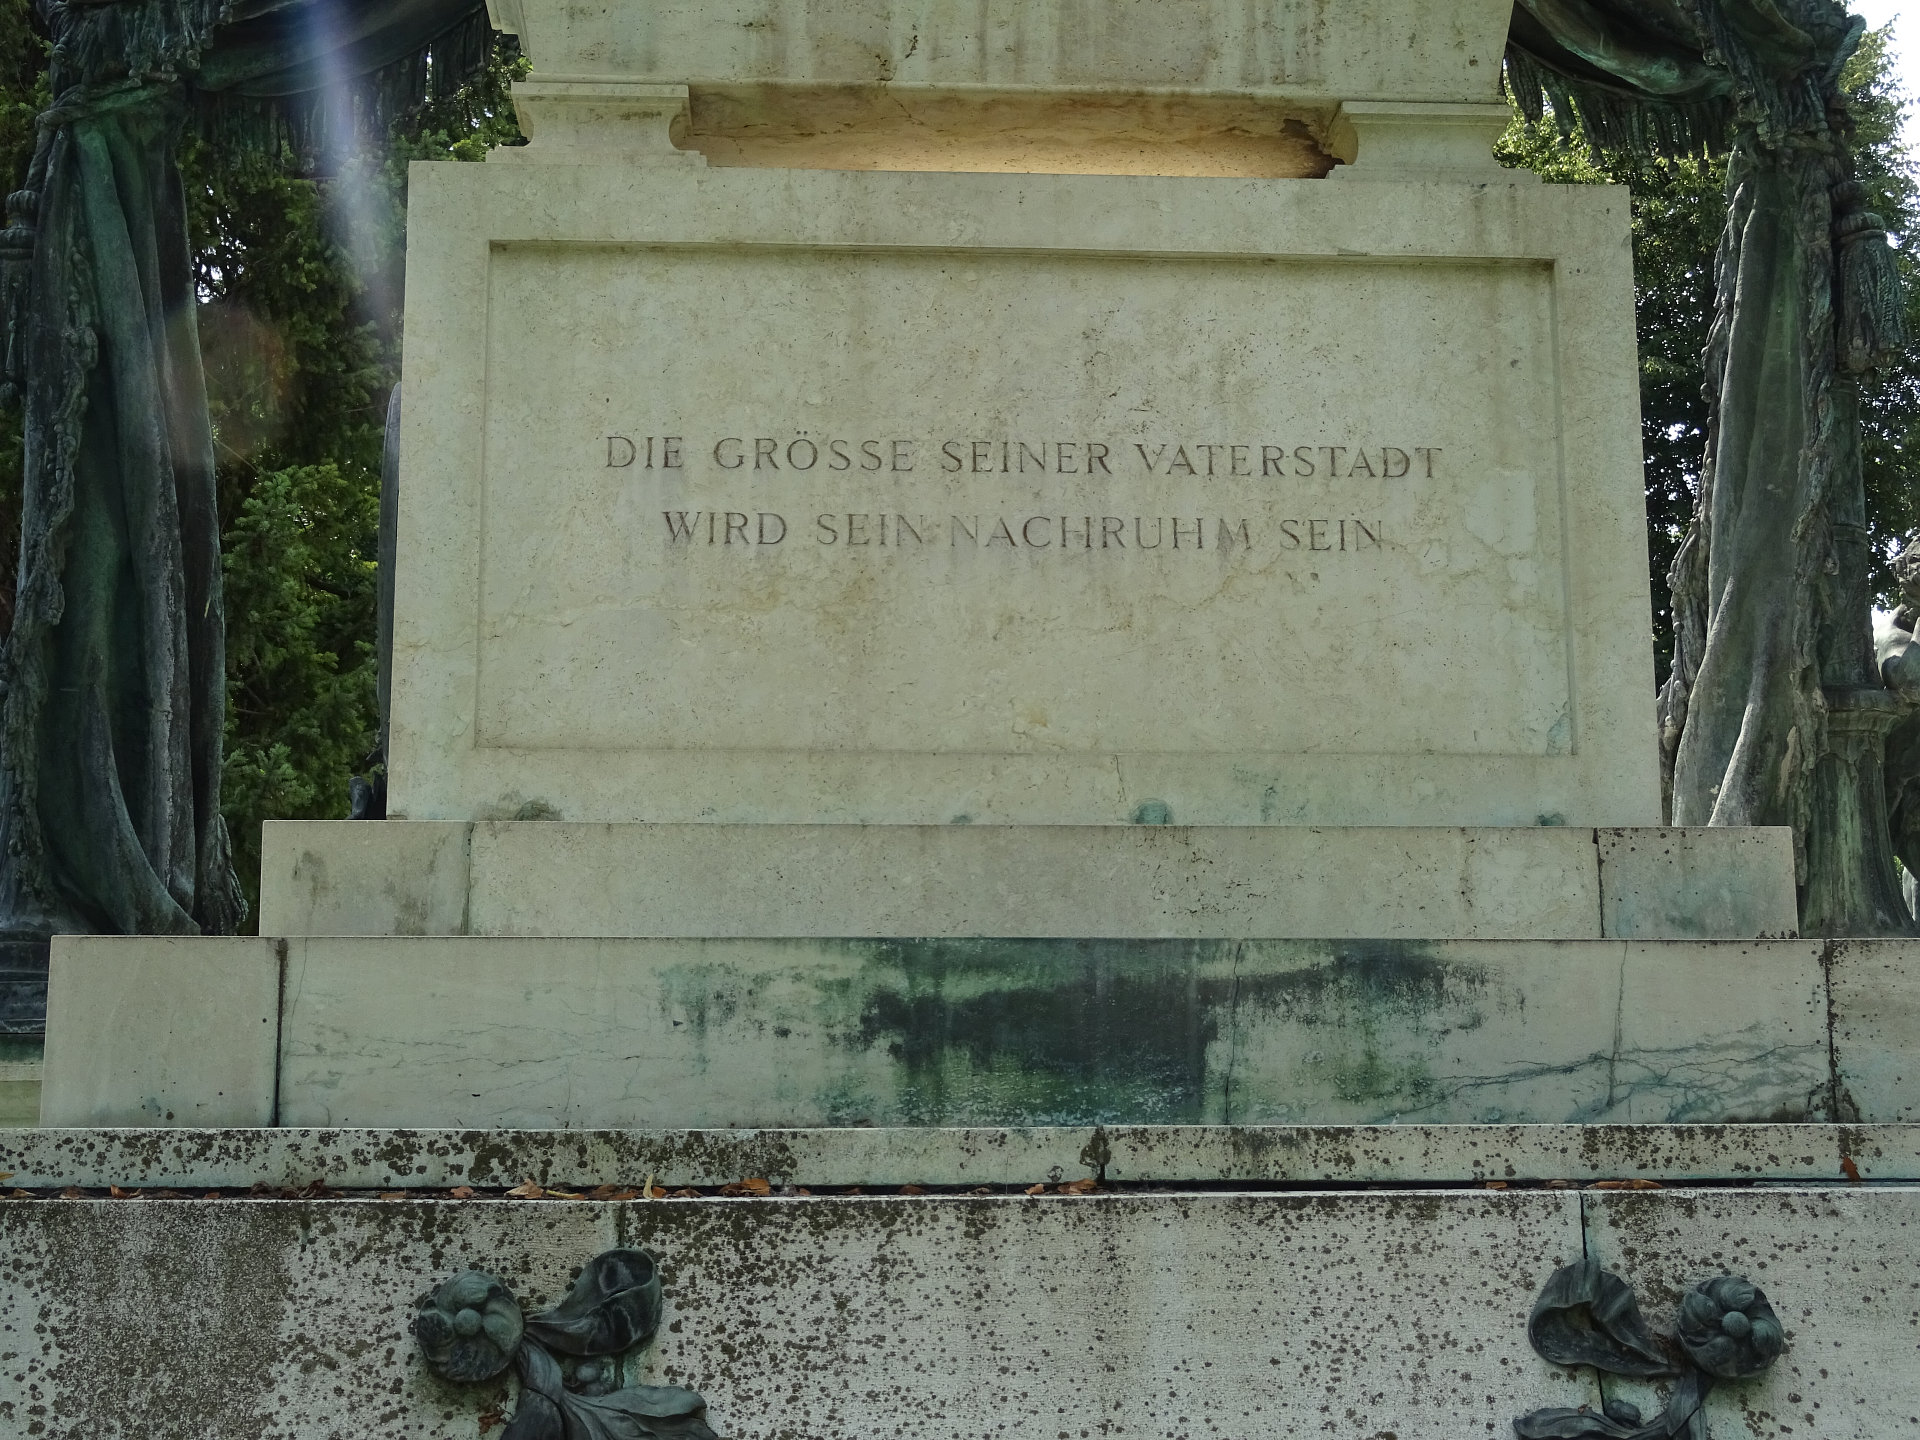 DIE GRÖSSE SEINER VATERSTADT
WIRD SEIN NACHRUHM SEIN.